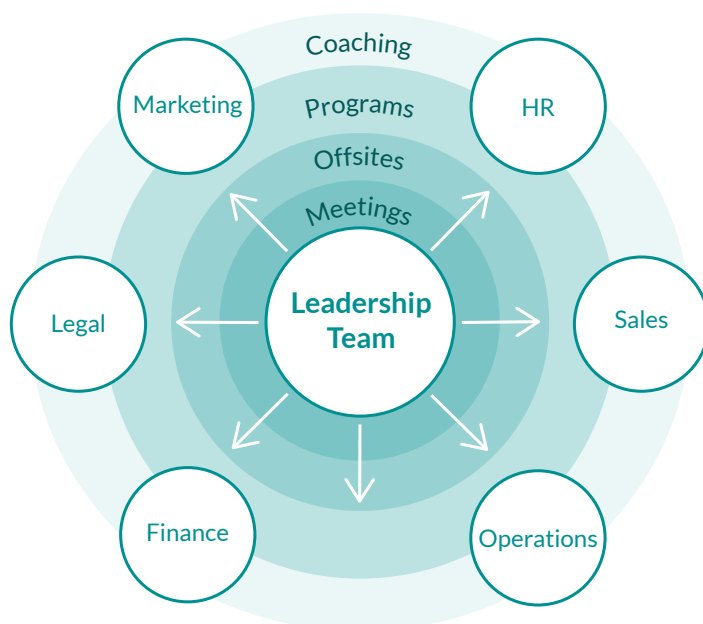 Coaching
Marketing
Programs
HR
Offsites
Meetings
Leadership
Team
Legal
Sales
Finance
Operations